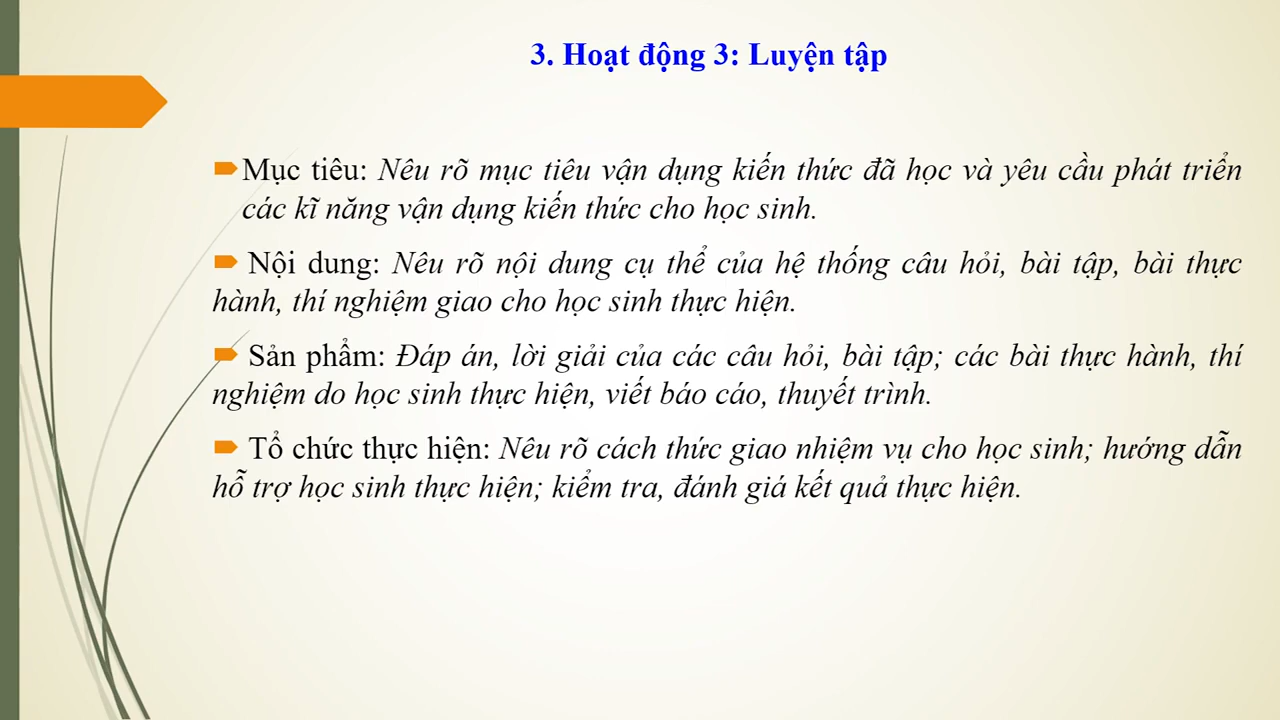 3. Hoạt động 3: Luyện tập
Mục tiêu: Nêu rõ mục tiêu vận dụng kiến thức đã học và yêu cầu phát triển
các kĩ năng vận dụng kiến thức cho học sinh.
Nội dung: Nêu rõ nội dung cụ thể của hệ thống câu hỏi, bài tập, bài thực
hành, thí nghiệm giao cho học sinh thực hiện.
Sản phẩm: Đáp án, lời giải của các câu hỏi, bài tập; các bài thực hành, thí
nghiệm do học sinh thực hiện, viết báo cáo, thuyết trình.
Tổ chức thực hiện: Nêu rõ cách thức giao nhiệm vụ cho học sinh; hướng dẫn
hỗ trợ học sinh thực hiện; kiểm tra, đánh giá kết quả thực hiện.